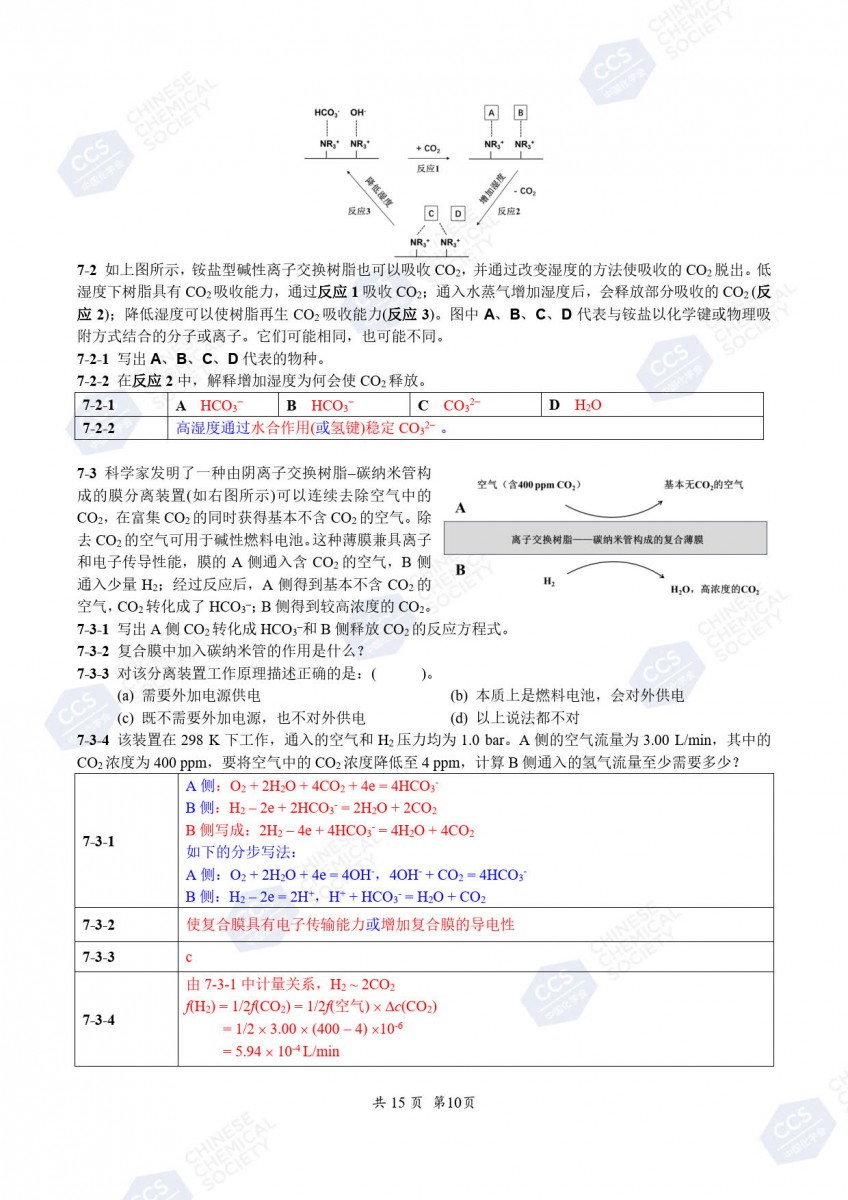 HCO₃⁻ OH⁻ A B
NR₃⁺ NR₃⁺ + CO₂ NR₃⁺ NR₃⁺
反应1
降低湿度 增加湿度 - CO₂
反应3 C D 反应2
NR₃⁺ NR₃⁺
7-2 如上图所示，铵盐型碱性离子交换树脂也可以吸收 CO₂，并通过改变湿度的方法使吸收的 CO₂ 脱出。低
湿度下树脂具有 CO₂ 吸收能力，通过反应 1 吸收 CO₂；通入水蒸气增加湿度后，会释放部分吸收的 CO₂ (反
应 2)；降低湿度可以使树脂再生 CO₂ 吸收能力(反应 3)。图中 A、B、C、D 代表与铵盐以化学键或物理吸
附方式结合的分子或离子。它们可能相同，也可能不同。
7-2-1 写出 A、B、C、D 代表的物种。
7-2-2 在反应 2 中，解释增加湿度为何会使 CO₂ 释放。
7-2-1 A HCO₃⁻ B HCO₃⁻ C CO₃²⁻ D H₂O
7-2-2 高湿度通过水合作用(或氢键)稳定 CO₃²⁻ 。
7-3 科学家发明了一种由阴离子交换树脂–碳纳米管构
成的膜分离装置(如右图所示)可以连续去除空气中的
CO₂，在富集 CO₂ 的同时获得基本不含 CO₂ 的空气。除
去 CO₂ 的空气可用于碱性燃料电池。这种薄膜兼具离子
和电子传导性能，膜的 A 侧通入含 CO₂ 的空气，B 侧
通入少量 H₂；经过反应后，A 侧得到基本不含 CO₂ 的
空气，CO₂ 转化成了 HCO₃⁻；B 侧得到较高浓度的 CO₂。
空气（含400 ppm CO₂） 基本无CO₂的空气
A
离子交换树脂——碳纳米管构成的复合薄膜
B
H₂ H₂O，高浓度的CO₂
7-3-1 写出 A 侧 CO₂ 转化成 HCO₃⁻和 B 侧释放 CO₂ 的反应方程式。
7-3-2 复合膜中加入碳纳米管的作用是什么？
7-3-3 对该分离装置工作原理描述正确的是：( )。
(a) 需要外加电源供电 (b) 本质上是燃料电池，会对外供电
(c) 既不需要外加电源，也不对外供电 (d) 以上说法都不对
7-3-4 该装置在 298 K 下工作，通入的空气和 H₂ 压力均为 1.0 bar。A 侧的空气流量为 3.00 L/min，其中的
CO₂ 浓度为 400 ppm，要将空气中的 CO₂ 浓度降低至 4 ppm，计算 B 侧通入的氢气流量至少需要多少？
7-3-1
A 侧：O₂ + 2H₂O + 4CO₂ + 4e = 4HCO₃⁻
B 侧：H₂ – 2e + 2HCO₃⁻ = 2H₂O + 2CO₂
B 侧写成：2H₂ – 4e + 4HCO₃⁻ = 4H₂O + 4CO₂
如下的分步写法：
A 侧：O₂ + 2H₂O + 4e = 4OH⁻，4OH⁻ + CO₂ = 4HCO₃⁻
B 侧：H₂ – 2e = 2H⁺，H⁺ + HCO₃⁻ = H₂O + CO₂
7-3-2 使复合膜具有电子传输能力或增加复合膜的导电性
7-3-3 c
7-3-4
由 7-3-1 中计量关系，H₂ ~ 2CO₂
f(H₂) = 1/2f(CO₂) = 1/2f(空气) × Δc(CO₂)
= 1/2 × 3.00 × (400 – 4) ×10⁻⁶
= 5.94 × 10⁻⁴ L/min
共 15 页 第10页
CCS 中国化学会 CHINESE CHEMICAL SOCIETY